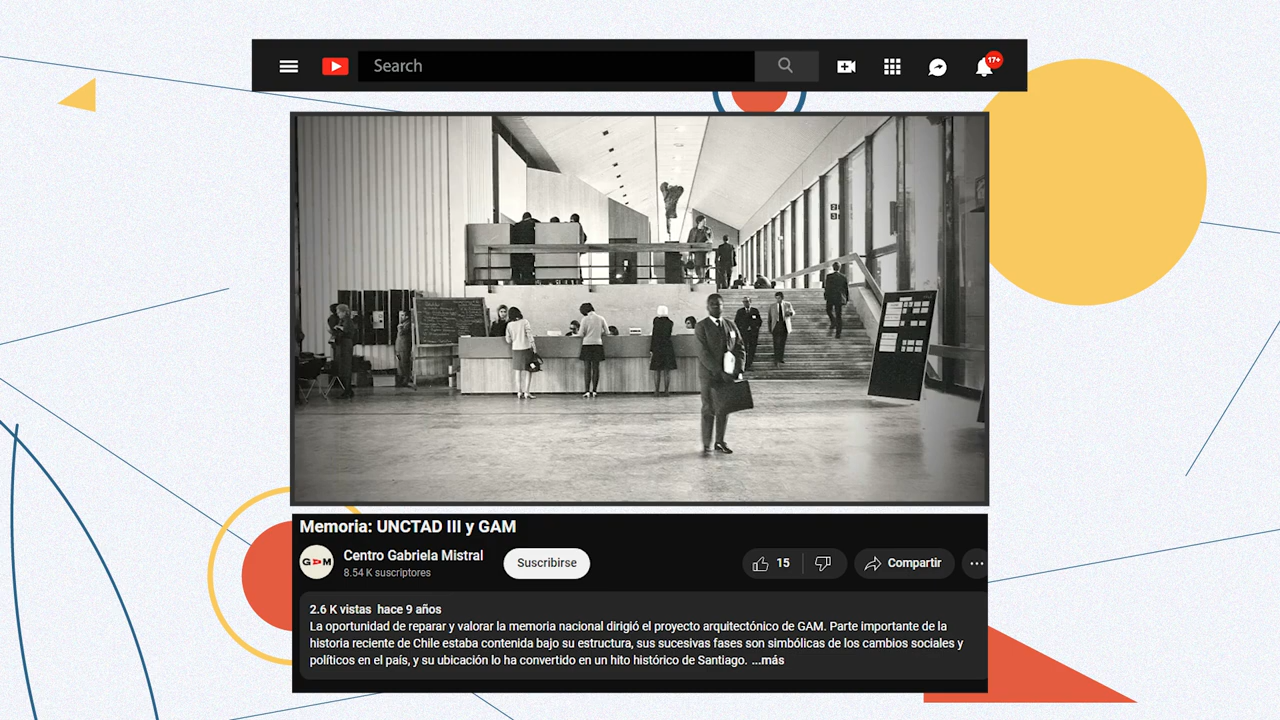 Search
17+
Memoria: UNCTAD III y GAM
GAM
Centro Gabriela Mistral
8.54 K suscriptores
Suscribirse
15
Compartir
2.6 K vistas hace 9 años
La oportunidad de reparar y valorar la memoria nacional dirigió el proyecto arquitectónico de GAM. Parte importante de la
historia reciente de Chile estaba contenida bajo su estructura, sus sucesivas fases son simbólicas de los cambios sociales y
políticos en el país, y su ubicación lo ha convertido en un hito histórico de Santiago. ...más